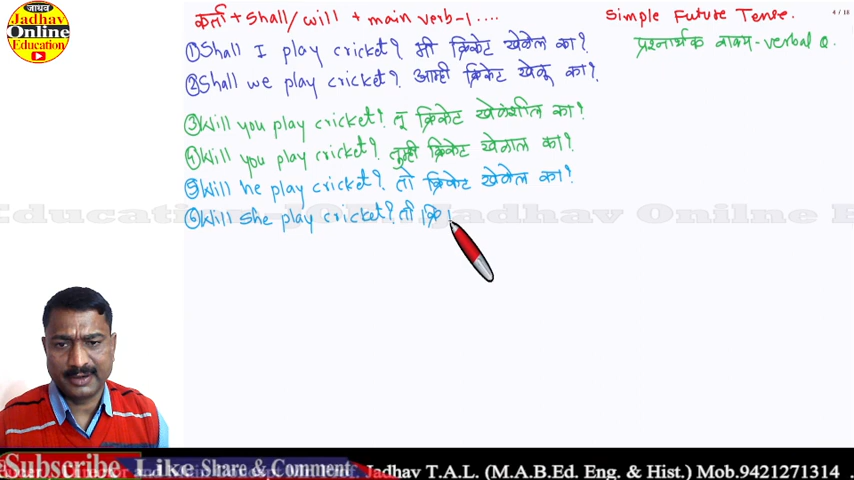 जाधव
Jadhav
Online
Education
कर्ता + Shall/will + main verb-1....
Simple Future Tense.
प्रश्नार्थक वाक्य - verbal Q.
①Shall I play cricket? मी क्रिकेट खेळेल का?
②Shall we play cricket? आम्ही क्रिकेट खेळू का?
③Will you play cricket? तू क्रिकेट खेळशील का?
④Will you play cricket? तुम्ही क्रिकेट खेळाल का?
⑤Will he play cricket? तो क्रिकेट खेळेल का?
⑥Will she play cricket? ती क्रि
4 / 18
Subscribe Like Share & Comment
Jadhav T.A.L. (M.A.B.Ed. Eng. & Hist.) Mob.9421271314